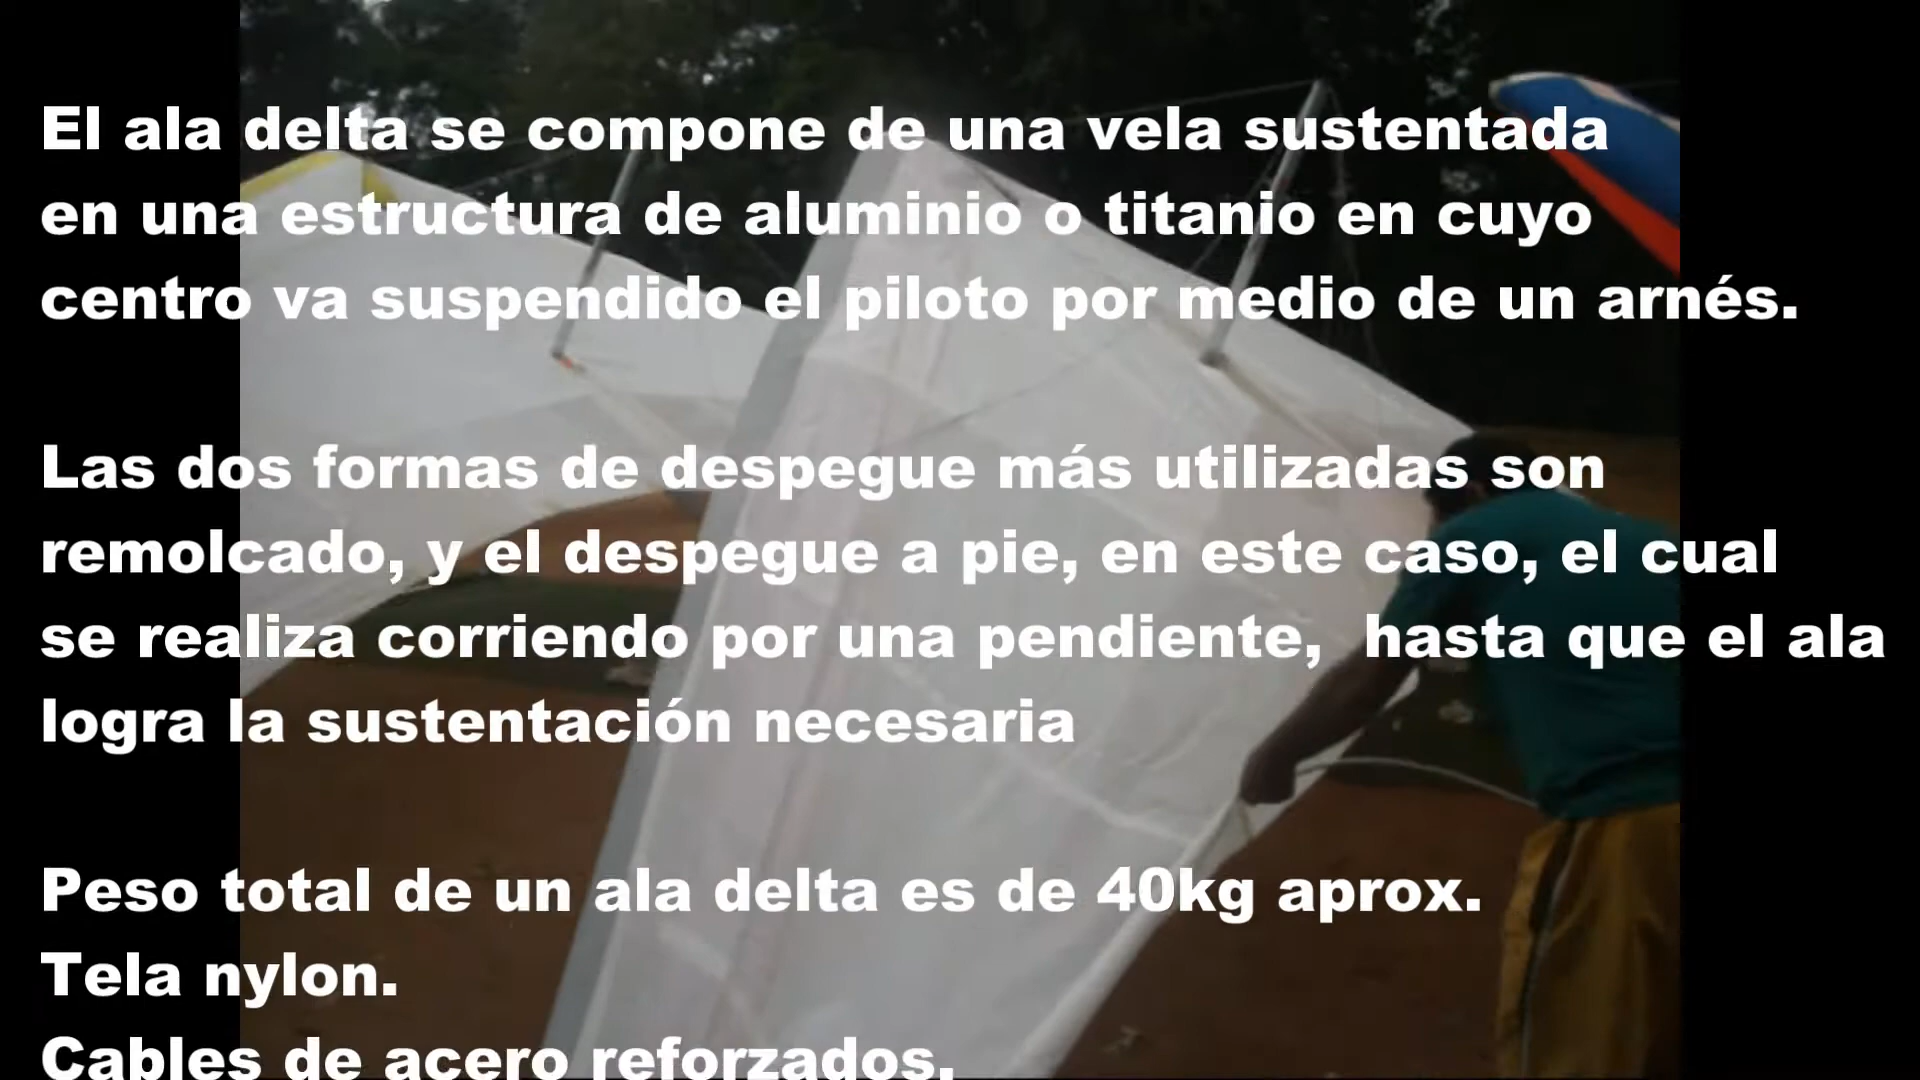 El ala delta se compone de una vela sustentada
en una estructura de aluminio o titanio en cuyo
centro va suspendido el piloto por medio de un arnés.
Las dos formas de despegue más utilizadas son
remolcado, y el despegue a pie, en este caso, el cual
se realiza corriendo por una pendiente, hasta que el ala
logra la sustentación necesaria
Peso total de un ala delta es de 40kg aprox.
Tela nylon.
Cables de acero reforzados.